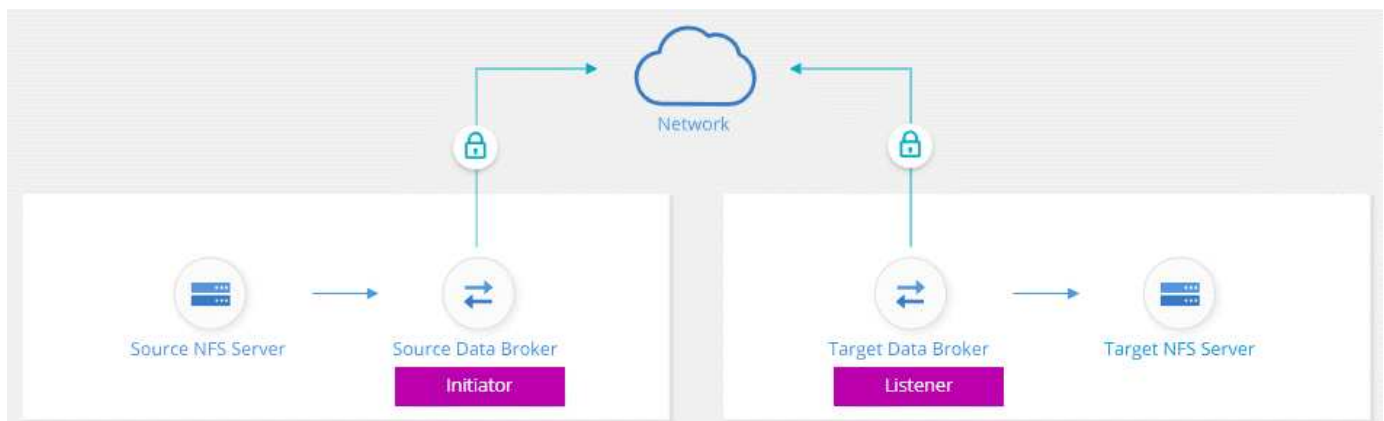 Network
Source NFS Server
Source Data Broker
Target Data Broker
Target NFS Server
Initiator
Listener